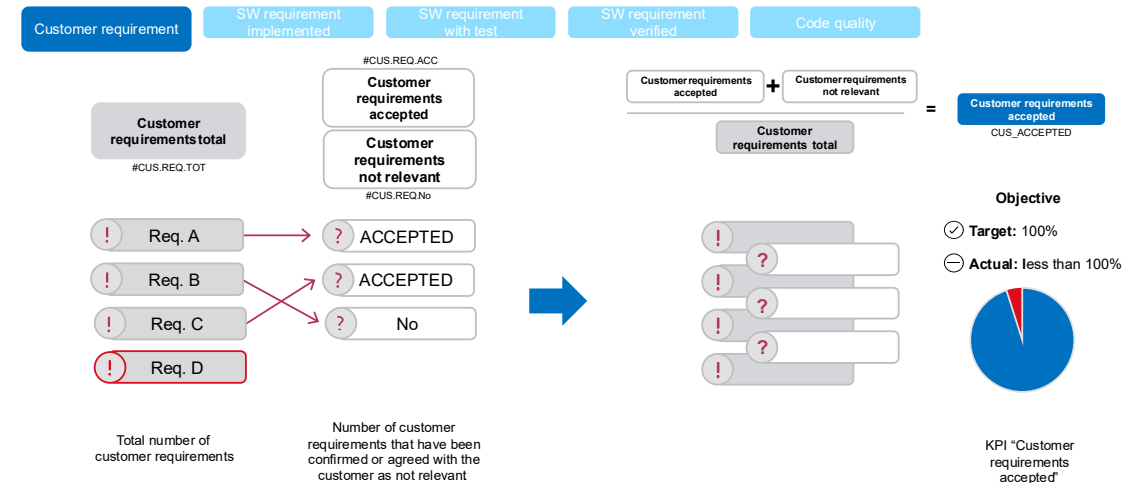 Customer requirement
SW requirement
implemented
SW requirement
with test
SW requirement
verified
Code quality
#CUS.REQ.ACC
Customer
requirements
accepted
Customer
requirements total
#CUS.REQ.TOT
Customer
requirements
not relevant
#CUS.REQ.No
Customer requirements
accepted
+
Customer requirements
not relevant
Customer
requirements total
=
Customer requirements
accepted
CUS_ACCEPTED
! Req. A
? ACCEPTED
! Req. B
? ACCEPTED
! Req. C
? No
! Req. D
!
?
!
?
!
?
!
Objective
Target: 100%
Actual: less than 100%
Total number of
customer requirements
Number of customer
requirements that have been
confirmed or agreed with the
customer as not relevant
KPI “Customer
requirements
accepted”